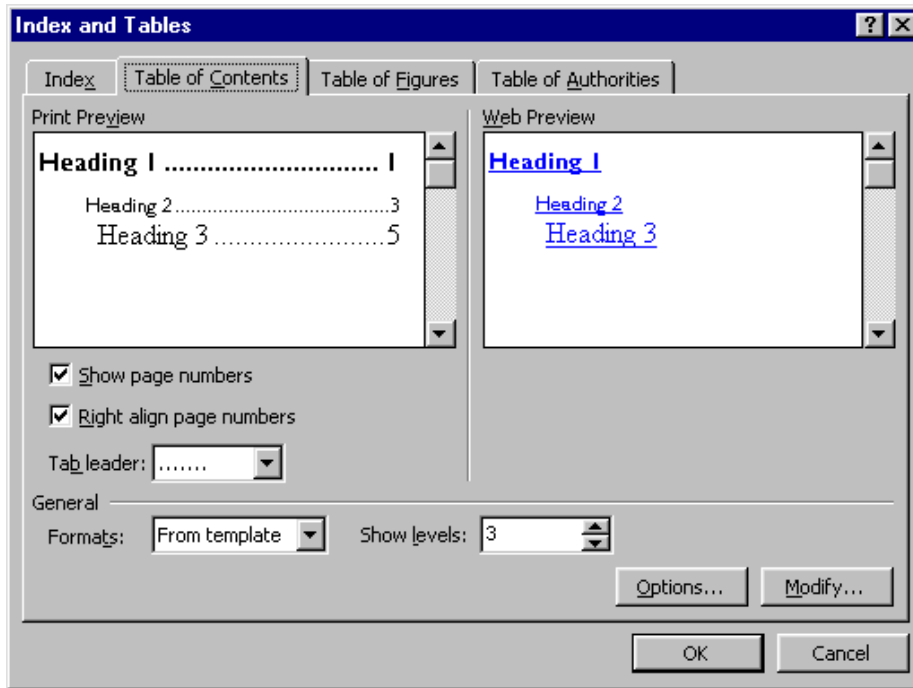 Index and Tables
Index Table of Contents Table of Figures Table of Authorities
Print Preview
Heading 1 ............................. 1
Heading 2..........................................3
Heading 3........................5
Web Preview
Heading 1
Heading 2
Heading 3
Show page numbers
Right align page numbers
Tab leader: .......
General
Formats: From template Show levels: 3
Options... Modify...
OK Cancel